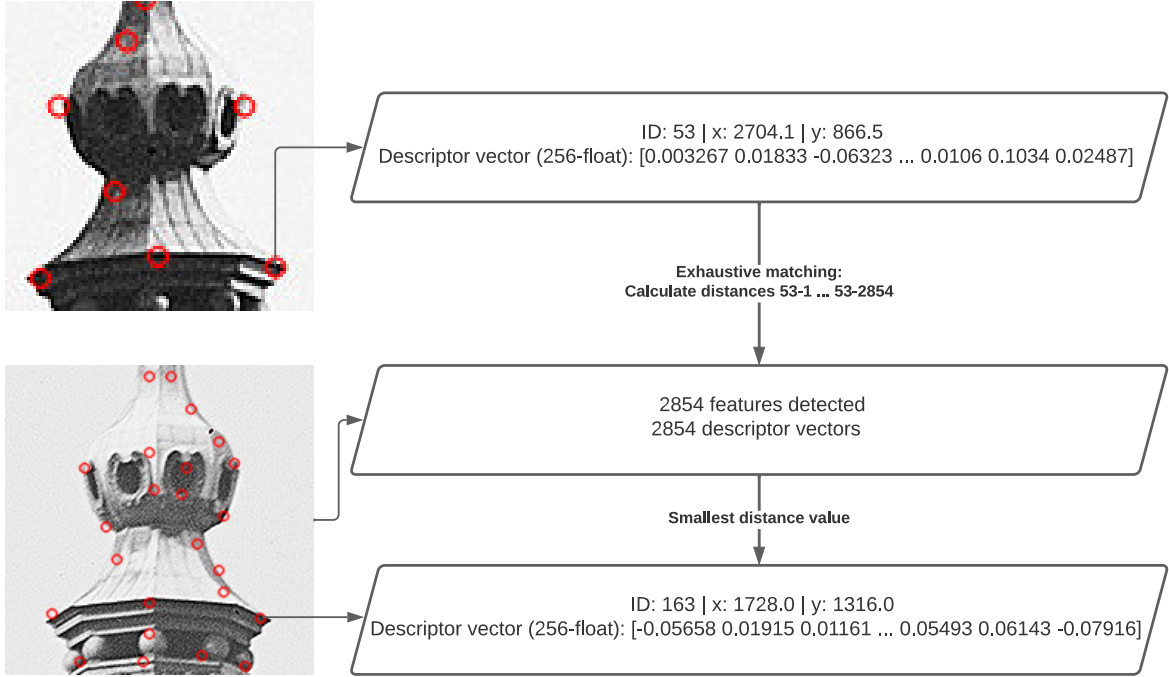 ID: 53 | x: 2704.1 | y: 866.5
Descriptor vector (256-float): [0.003267 0.01833 -0.06323 ... 0.0106 0.1034 0.02487]
Exhaustive matching:
Calculate distances 53-1 ... 53-2854
2854 features detected
2854 descriptor vectors
Smallest distance value
ID: 163 | x: 1728.0 | y: 1316.0
Descriptor vector (256-float): [-0.05658 0.01915 0.01161 ... 0.05493 0.06143 -0.07916]